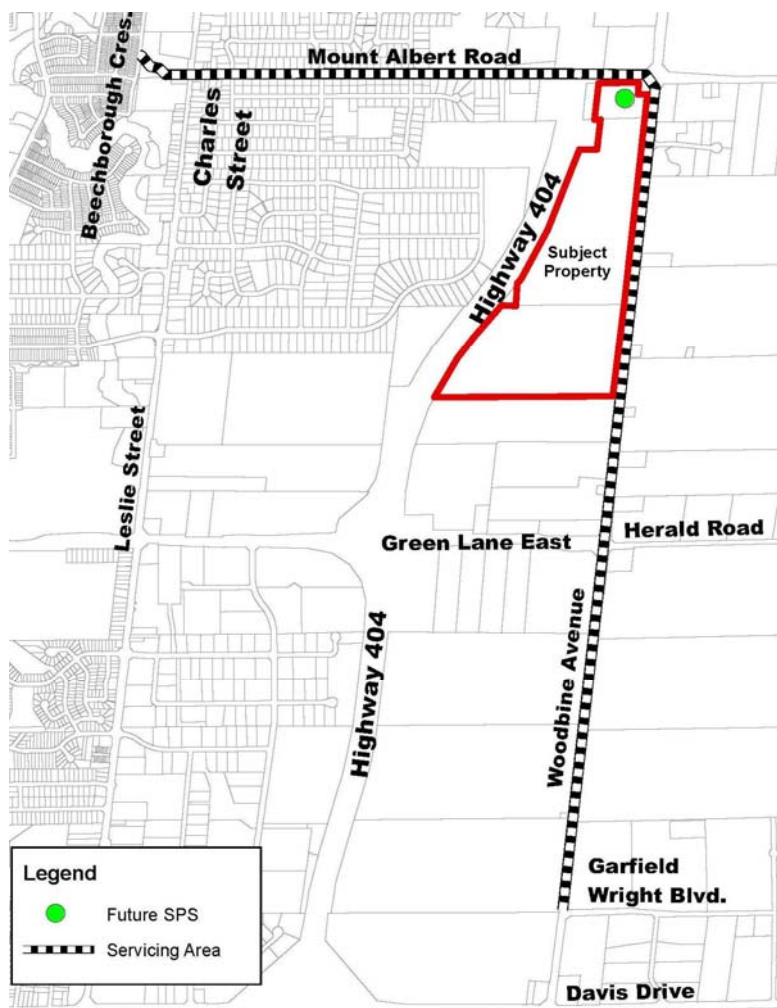 Mount Albert Road
Beechborough Cres.
Charles
Street
Highway 404
Subject
Property
Leslie Street
Green Lane East
Herald Road
Highway 404
Woodbine Avenue
Garfield
Wright Blvd.
Davis Drive
Legend
Future SPS
Servicing Area